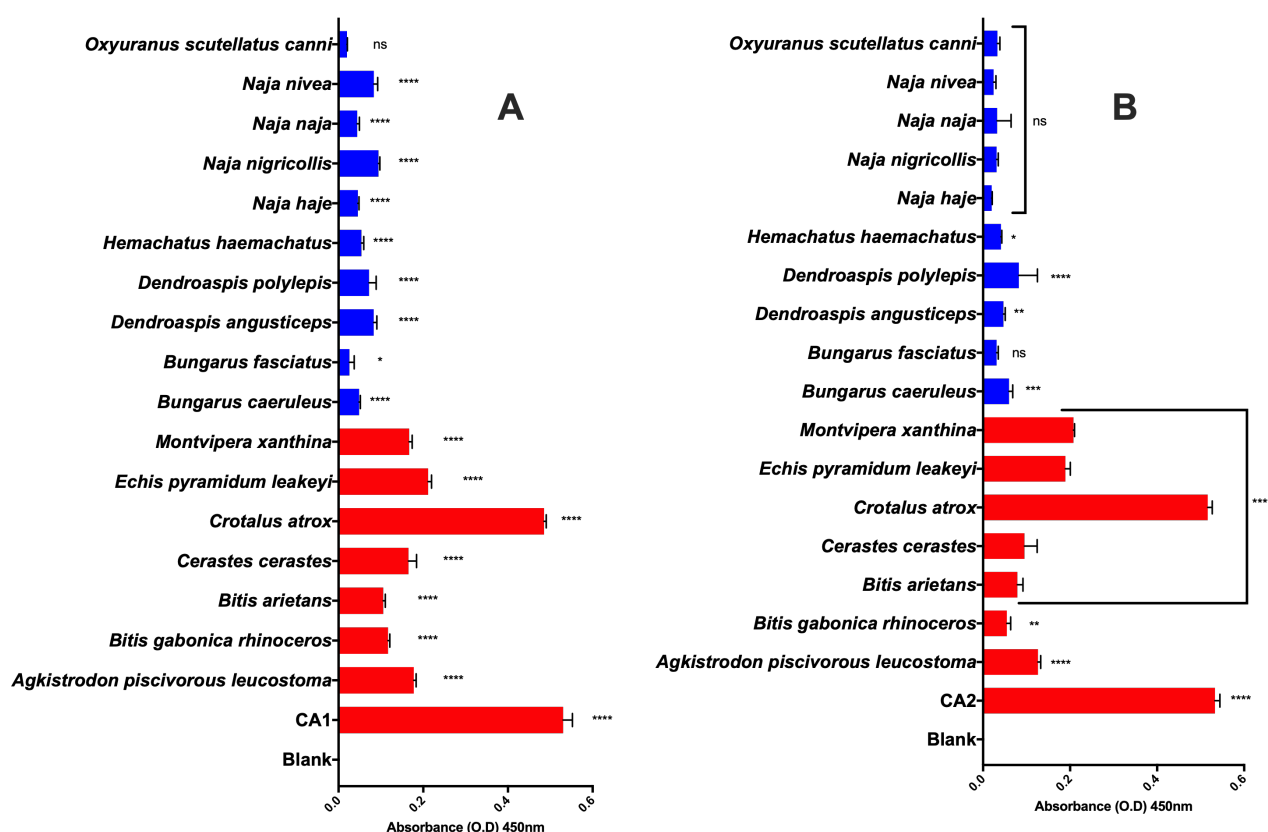 Oxyuranus scutellatus canni
ns
Naja nivea
****
Naja naja
****
Naja nigricollis
****
Naja haje
****
Hemachatus haemachatus
****
Dendroaspis polylepis
****
Dendroaspis angusticeps
****
Bungarus fasciatus
*
Bungarus caeruleus
****
Montvipera xanthina
****
Echis pyramidum leakeyi
****
Crotalus atrox
****
Cerastes cerastes
****
Bitis arietans
****
Bitis gabonica rhinoceros
****
Agkistrodon piscivorous leucostoma
****
CA1
****
Blank
0.0 0.2 0.4 0.6
Absorbance (O.D) 450nm
A
Oxyuranus scutellatus canni
Naja nivea
Naja naja
ns
Naja nigricollis
Naja haje
Hemachatus haemachatus
*
Dendroaspis polylepis
****
Dendroaspis angusticeps
**
Bungarus fasciatus
ns
Bungarus caeruleus
***
Montvipera xanthina
Echis pyramidum leakeyi
Crotalus atrox
***
Cerastes cerastes
Bitis arietans
Bitis gabonica rhinoceros
**
Agkistrodon piscivorous leucostoma
****
CA2
****
Blank
0.0 0.2 0.4 0.6
Absorbance (O.D) 450nm
B